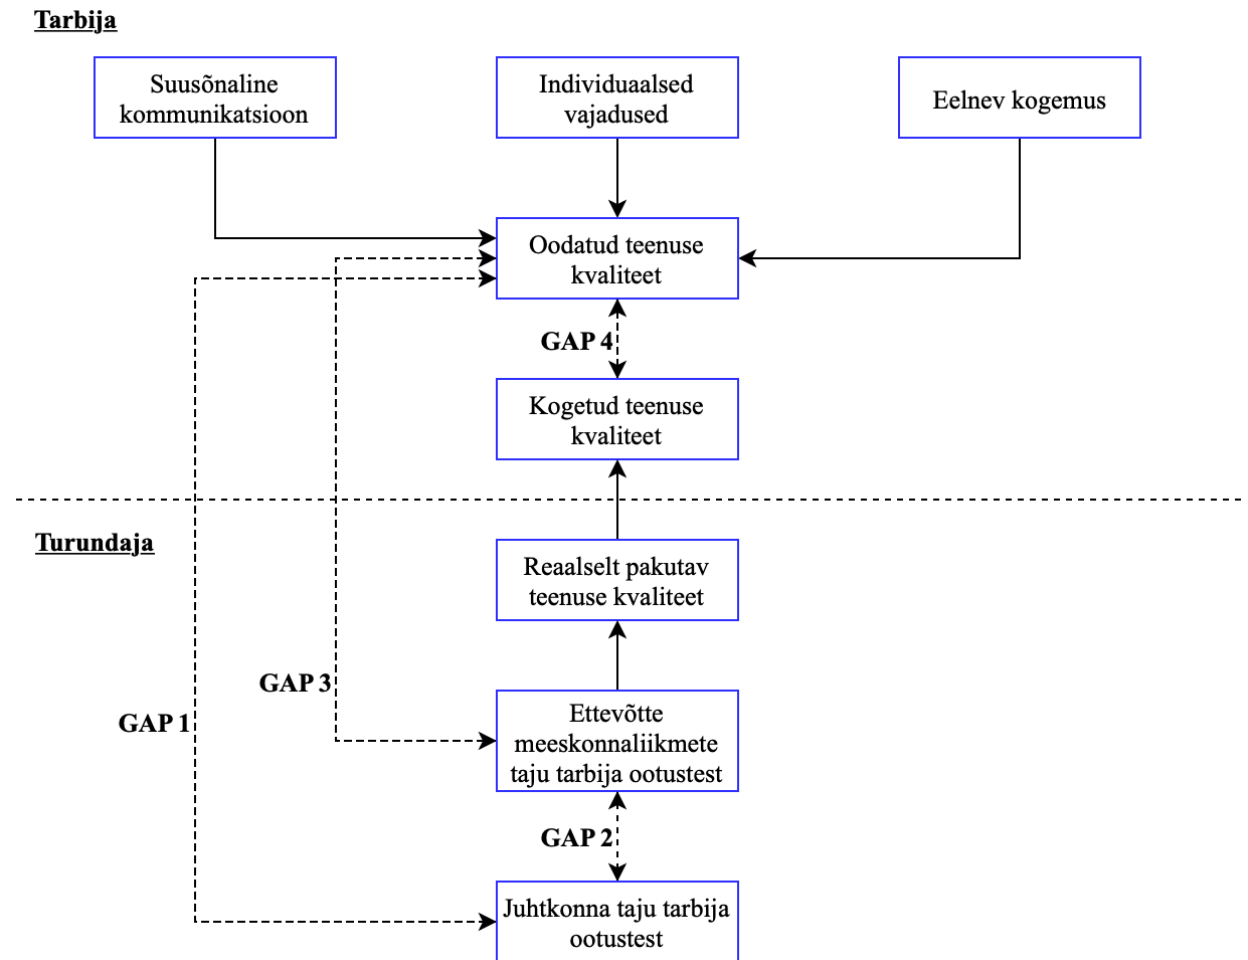 Tarbija
Suusõnaline
kommunikatsioon
Individuaalsed
vajadused
Eelnev kogemus
Oodatud teenuse
kvaliteet
GAP 4
Kogetud teenuse
kvaliteet
Turundaja
Reaalselt pakutav
teenuse kvaliteet
GAP 3
GAP 1
Ettevõtte
meeskonnaliikmete
taju tarbija ootustest
GAP 2
Juhtkonna taju tarbija
ootustest